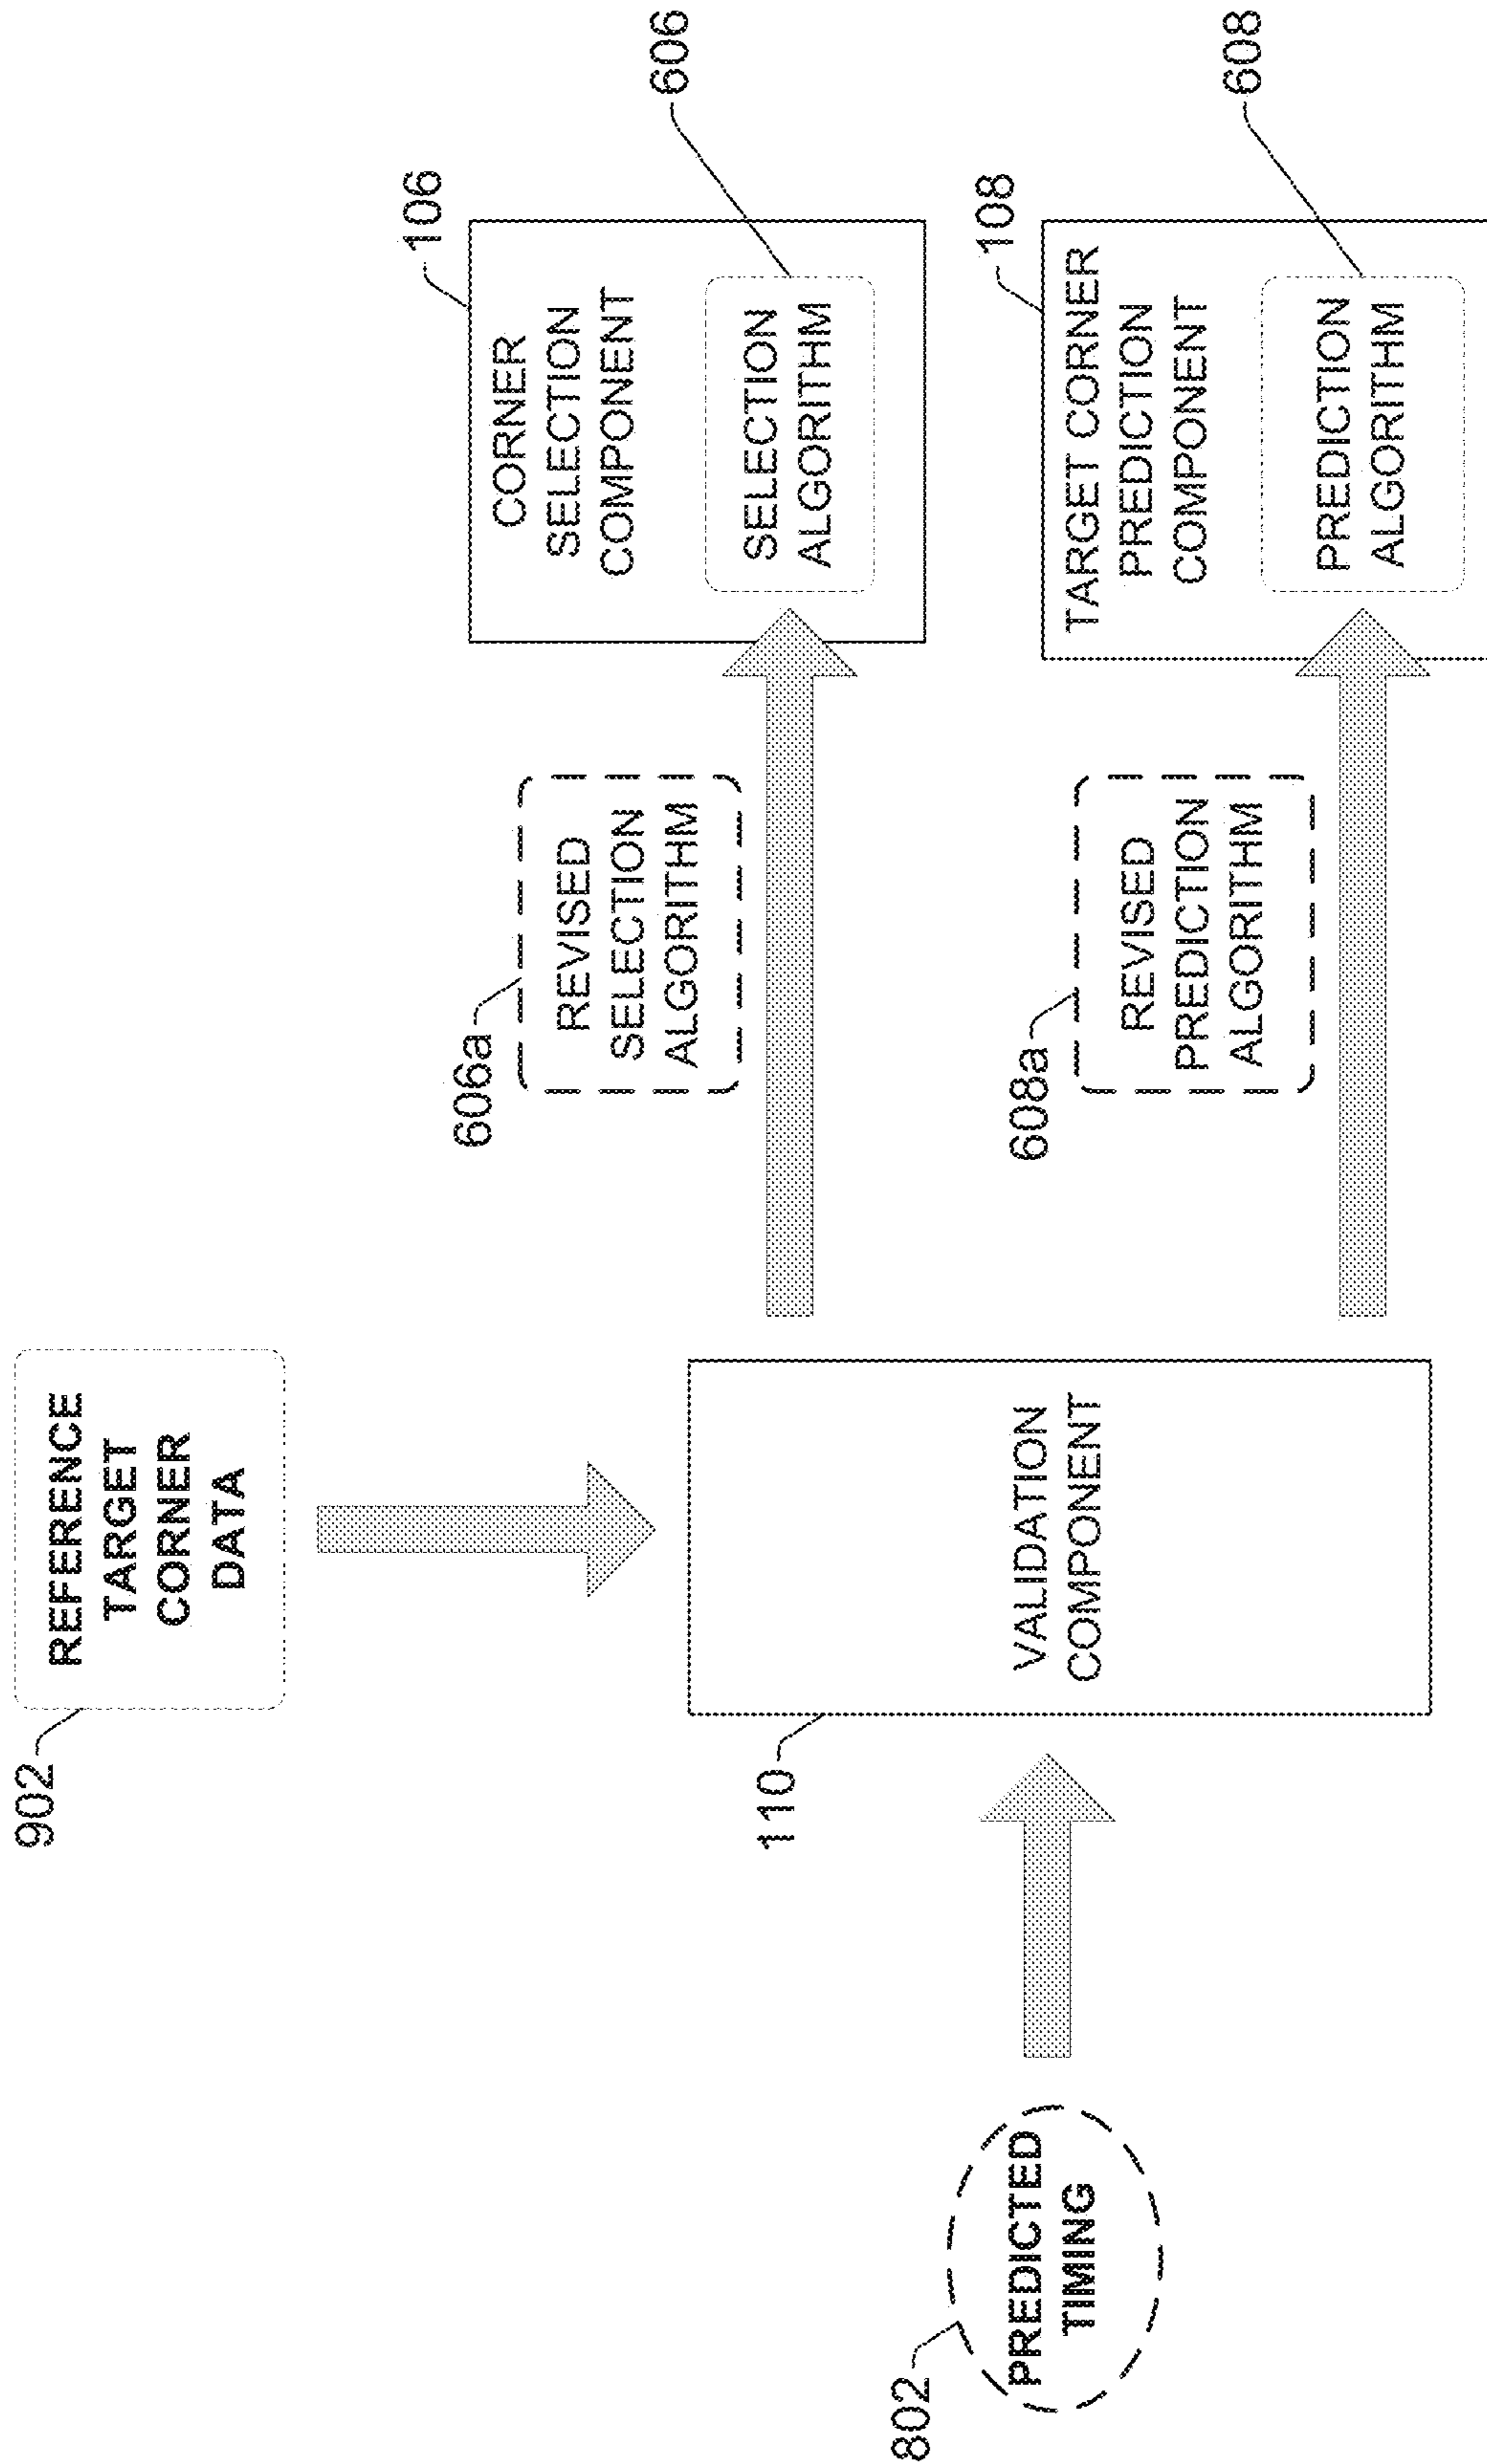 902
REFERENCE
TARGET
CORNER
DATA
802
PREDICTED
TIMING
110
VALIDATION
COMPONENT
606a
REVISED
SELECTION
ALGORITHM
608a
REVISED
PREDICTION
ALGORITHM
106
CORNER
SELECTION
COMPONENT
SELECTION
ALGORITHM
606
108
TARGET CORNER
PREDICTION
COMPONENT
PREDICTION
ALGORITHM
608